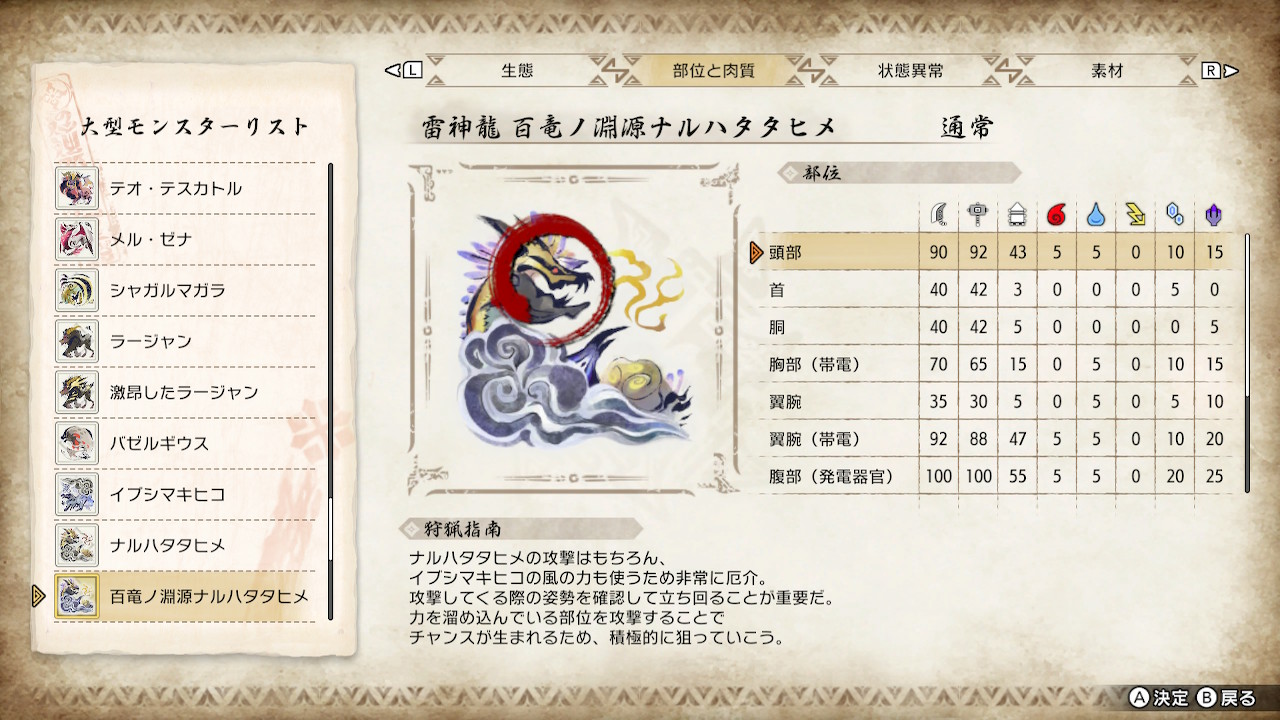 L 生態 部位と肉質 状態異常 素材 R
大型モンスターリスト
テオ・テスカトル
メル・ゼナ
シャガルマガラ
ラージャン
激昂したラージャン
バゼルギウス
イブシマキヒコ
ナルハタタヒメ
百竜ノ淵源ナルハタタヒメ
雷神龍 百竜ノ淵源ナルハタタヒメ 通常
部位
頭部 90 92 43 5 5 0 10 15
首 40 42 3 0 0 0 5 0
胴 40 42 5 0 0 0 0 5
胸部（帯電） 70 65 15 0 5 0 10 15
翼腕 35 30 5 0 5 0 5 10
翼腕（帯電） 92 88 47 5 5 0 10 20
腹部（発電器官） 100 100 55 5 5 0 20 25
狩猟指南
ナルハタタヒメの攻撃はもちろん、
イブシマキヒコの風の力も使うため非常に厄介。
攻撃してくる際の姿勢を確認して立ち回ることが重要だ。
力を溜め込んでいる部位を攻撃することで
チャンスが生まれるため、積極的に狙っていこう。
A 決定 B 戻る